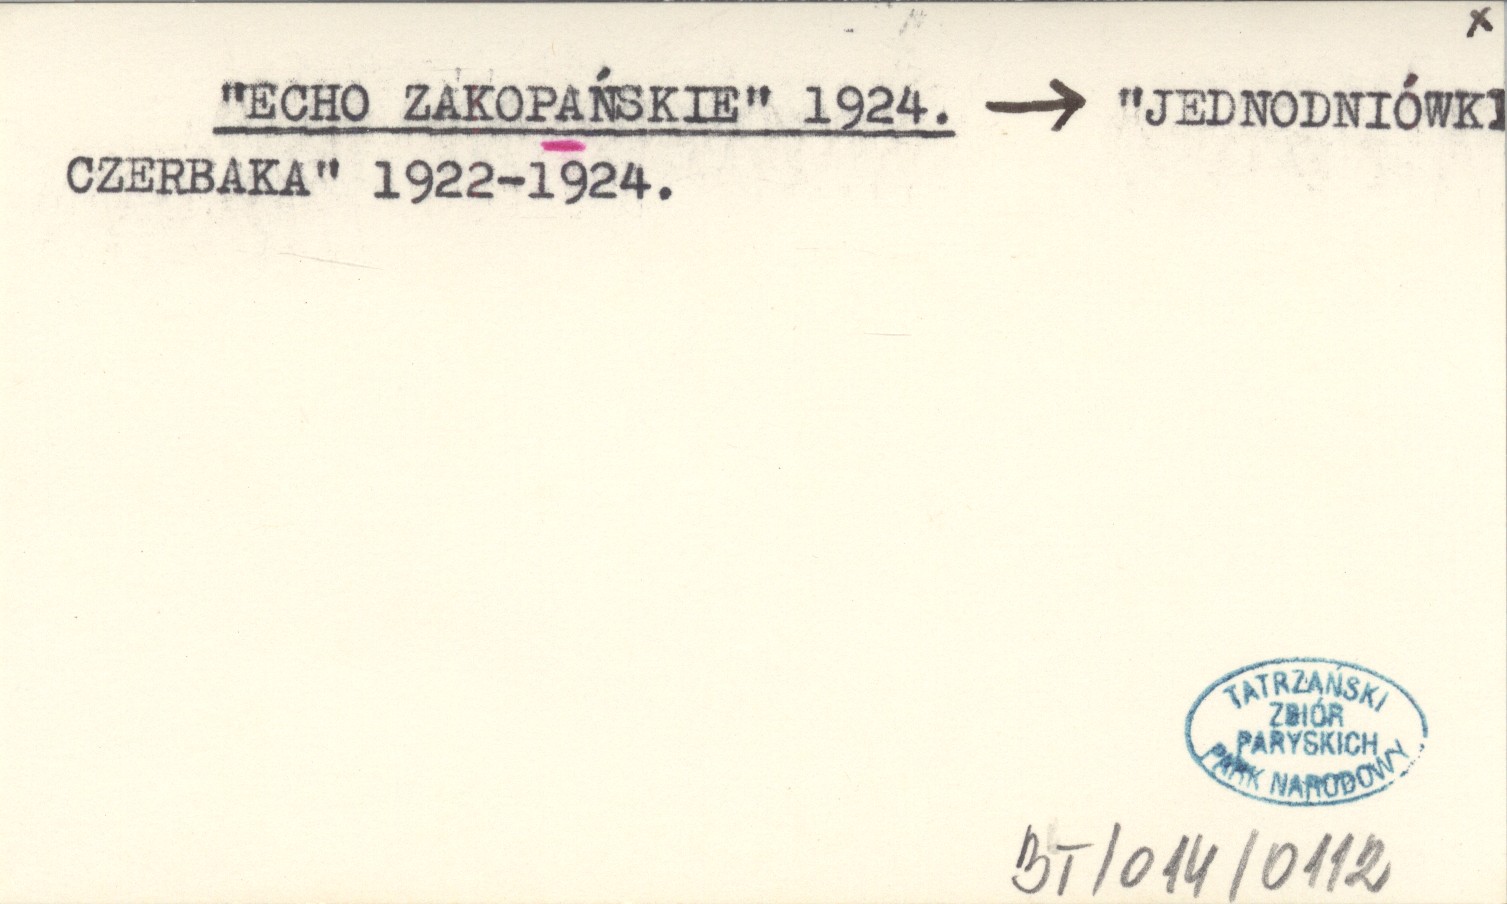 x
"ECHO ZAKOPAŃSKIE" 1924. → "JEDNODNIÓWKI
CZERBAKA" 1922-1924.
TATRZAŃSKI
ZBIÓR
PARYSKICH
PARK NARODOWY
BT/014/0112